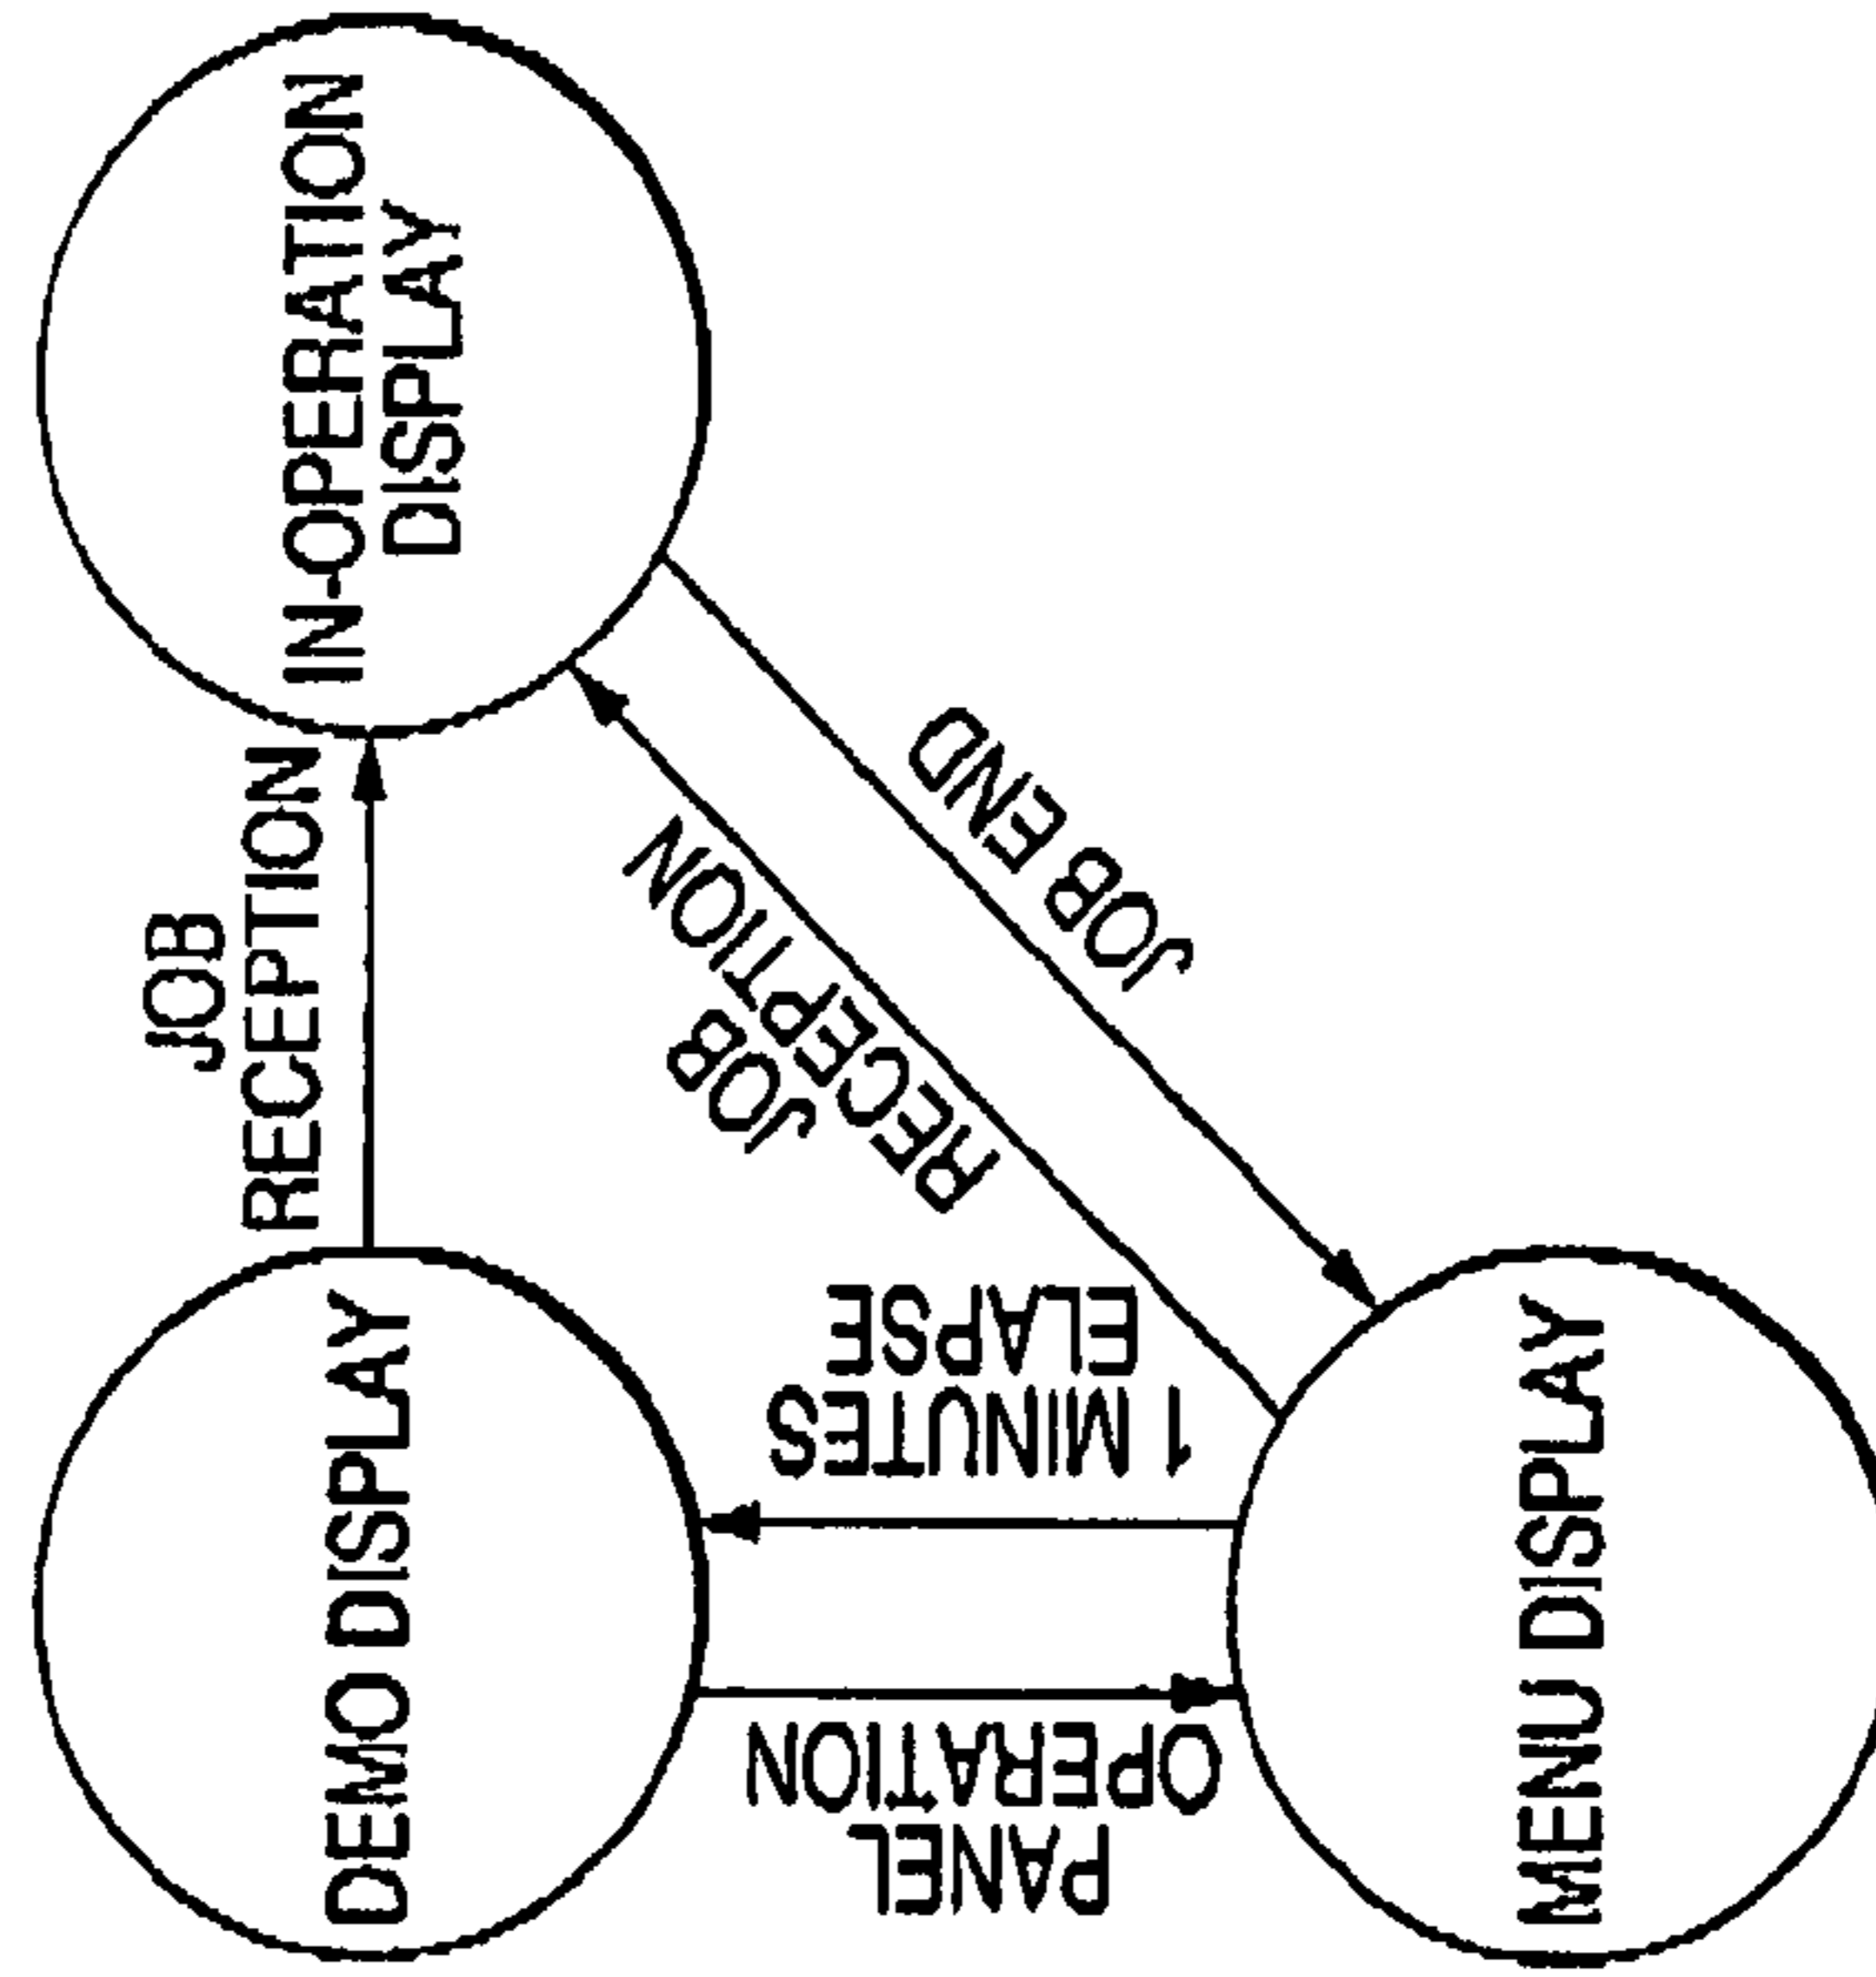 DEMO DISPLAY
JOB
RECEPTION
IN-OPERATION
DISPLAY
PANEL
OPERATION
1 MINUTES
ELAPSE
JOB
RECEPTION
JOB END
MENU DISPLAY